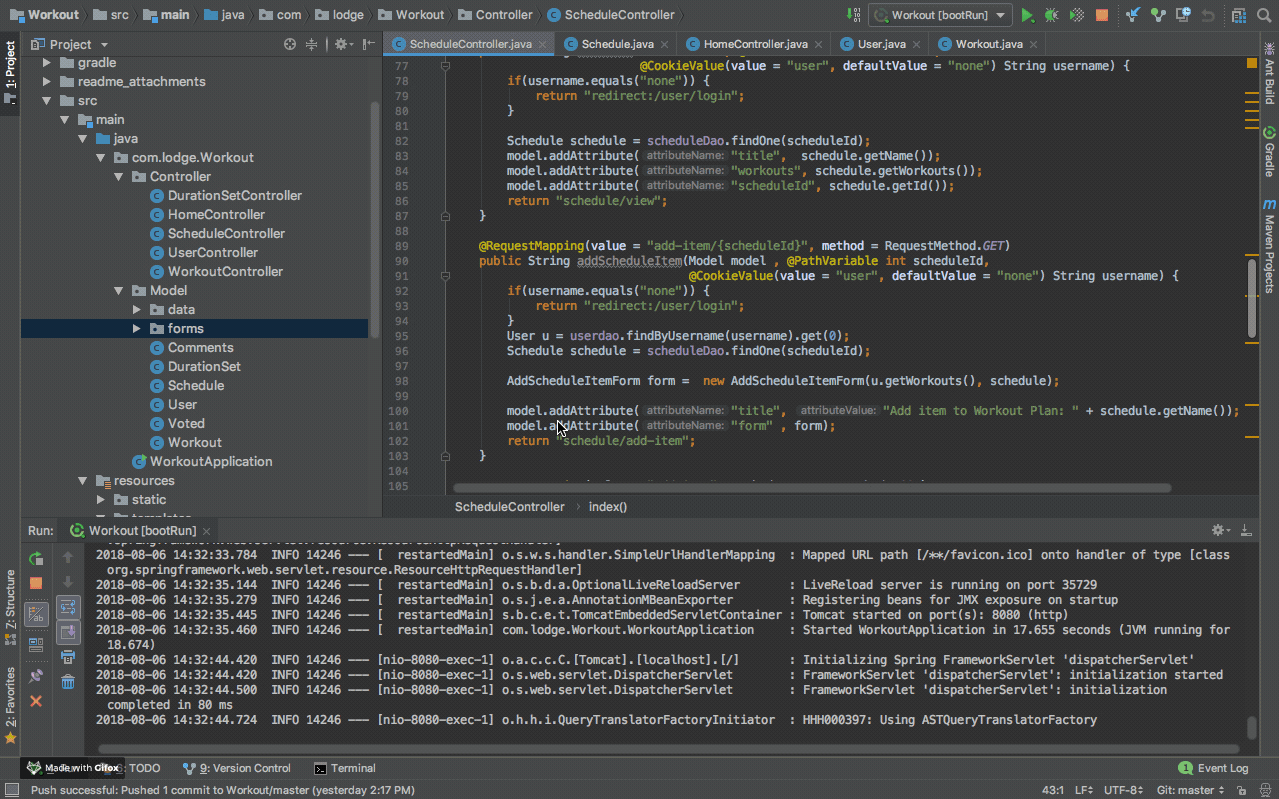 Workout src main java com lodge Workout Controller ScheduleController Workout [bootRun]
Project
ScheduleController.java Schedule.java HomeController.java User.java Workout.java
1: Project
Z: Structure
2: Favorites
Ant Build
Gradle
Maven Projects
gradle
readme_attachments
src
main
java
com.lodge.Workout
Controller
DurationSetController
HomeController
ScheduleController
UserController
WorkoutController
Model
data
forms
Comments
DurationSet
Schedule
User
Voted
Workout
WorkoutApplication
resources
static
77 @CookieValue(value = "user", defaultValue = "none") String username) {
78 if(username.equals("none")) {
79 return "redirect:/user/login";
80 }
81
82 Schedule schedule = scheduleDao.findOne(scheduleId);
83 model.addAttribute( attributeName: "title", schedule.getName());
84 model.addAttribute( attributeName: "workouts", schedule.getWorkouts());
85 model.addAttribute( attributeName: "scheduleId", schedule.getId());
86 return "schedule/view";
87 }
88
89 @RequestMapping(value = "add-item/{scheduleId}", method = RequestMethod.GET)
90 public String addScheduleItem(Model model , @PathVariable int scheduleId,
91 @CookieValue(value = "user", defaultValue = "none") String username) {
92 if(username.equals("none")) {
93 return "redirect:/user/login";
94 }
95 User u = userdao.findByUsername(username).get(0);
96 Schedule schedule = scheduleDao.findOne(scheduleId);
97
98 AddScheduleItemForm form = new AddScheduleItemForm(u.getWorkouts(), schedule);
99
100 model.addAttribute( attributeName: "title", attributeValue: "Add item to Workout Plan: " + schedule.getName());
101 model.addAttribute( attributeName: "form" , form);
102 return "schedule/add-item";
103 }
104
105
ScheduleController index()
Run: Workout [bootRun]
2018-08-06 14:32:33.784 INFO 14246 --- [ restartedMain] o.s.w.s.handler.SimpleUrlHandlerMapping : Mapped URL path [/**/favicon.ico] onto handler of type [class
org.springframework.web.servlet.resource.ResourceHttpRequestHandler]
2018-08-06 14:32:35.144 INFO 14246 --- [ restartedMain] o.s.b.d.a.OptionalLiveReloadServer : LiveReload server is running on port 35729
2018-08-06 14:32:35.279 INFO 14246 --- [ restartedMain] o.s.j.e.a.AnnotationMBeanExporter : Registering beans for JMX exposure on startup
2018-08-06 14:32:35.445 INFO 14246 --- [ restartedMain] s.b.c.e.t.TomcatEmbeddedServletContainer : Tomcat started on port(s): 8080 (http)
2018-08-06 14:32:35.460 INFO 14246 --- [ restartedMain] com.lodge.Workout.WorkoutApplication : Started WorkoutApplication in 17.655 seconds (JVM running for
18.674)
2018-08-06 14:32:44.420 INFO 14246 --- [nio-8080-exec-1] o.a.c.c.C.[Tomcat].[localhost].[/] : Initializing Spring FrameworkServlet 'dispatcherServlet'
2018-08-06 14:32:44.420 INFO 14246 --- [nio-8080-exec-1] o.s.web.servlet.DispatcherServlet : FrameworkServlet 'dispatcherServlet': initialization started
2018-08-06 14:32:44.500 INFO 14246 --- [nio-8080-exec-1] o.s.web.servlet.DispatcherServlet : FrameworkServlet 'dispatcherServlet': initialization
completed in 80 ms
2018-08-06 14:32:44.724 INFO 14246 --- [nio-8080-exec-1] o.h.h.i.QueryTranslatorFactoryInitiator : HHH000397: Using ASTQueryTranslatorFactory
Made with Gifox TODO 9: Version Control Terminal 1 Event Log
Push successful: Pushed 1 commit to Workout/master (yesterday 2:17 PM) 43:1 LF UTF-8 Git: master